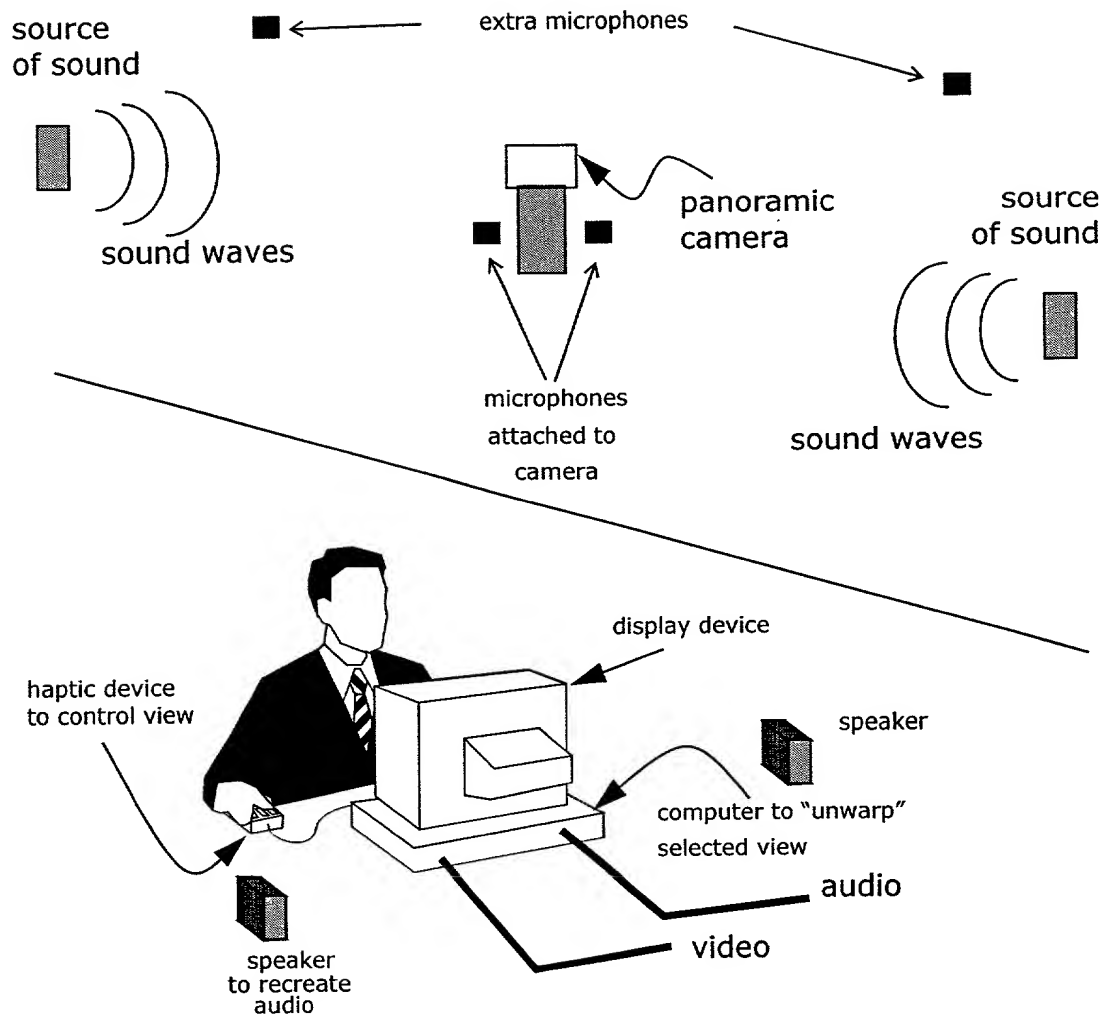 source
of sound
extra microphones
sound waves
panoramic
camera
source
of sound
microphones
attached to
camera
sound waves
display device
haptic device
to control view
speaker
computer to “unwarp”
selected view
audio
video
speaker
to recreate
audio